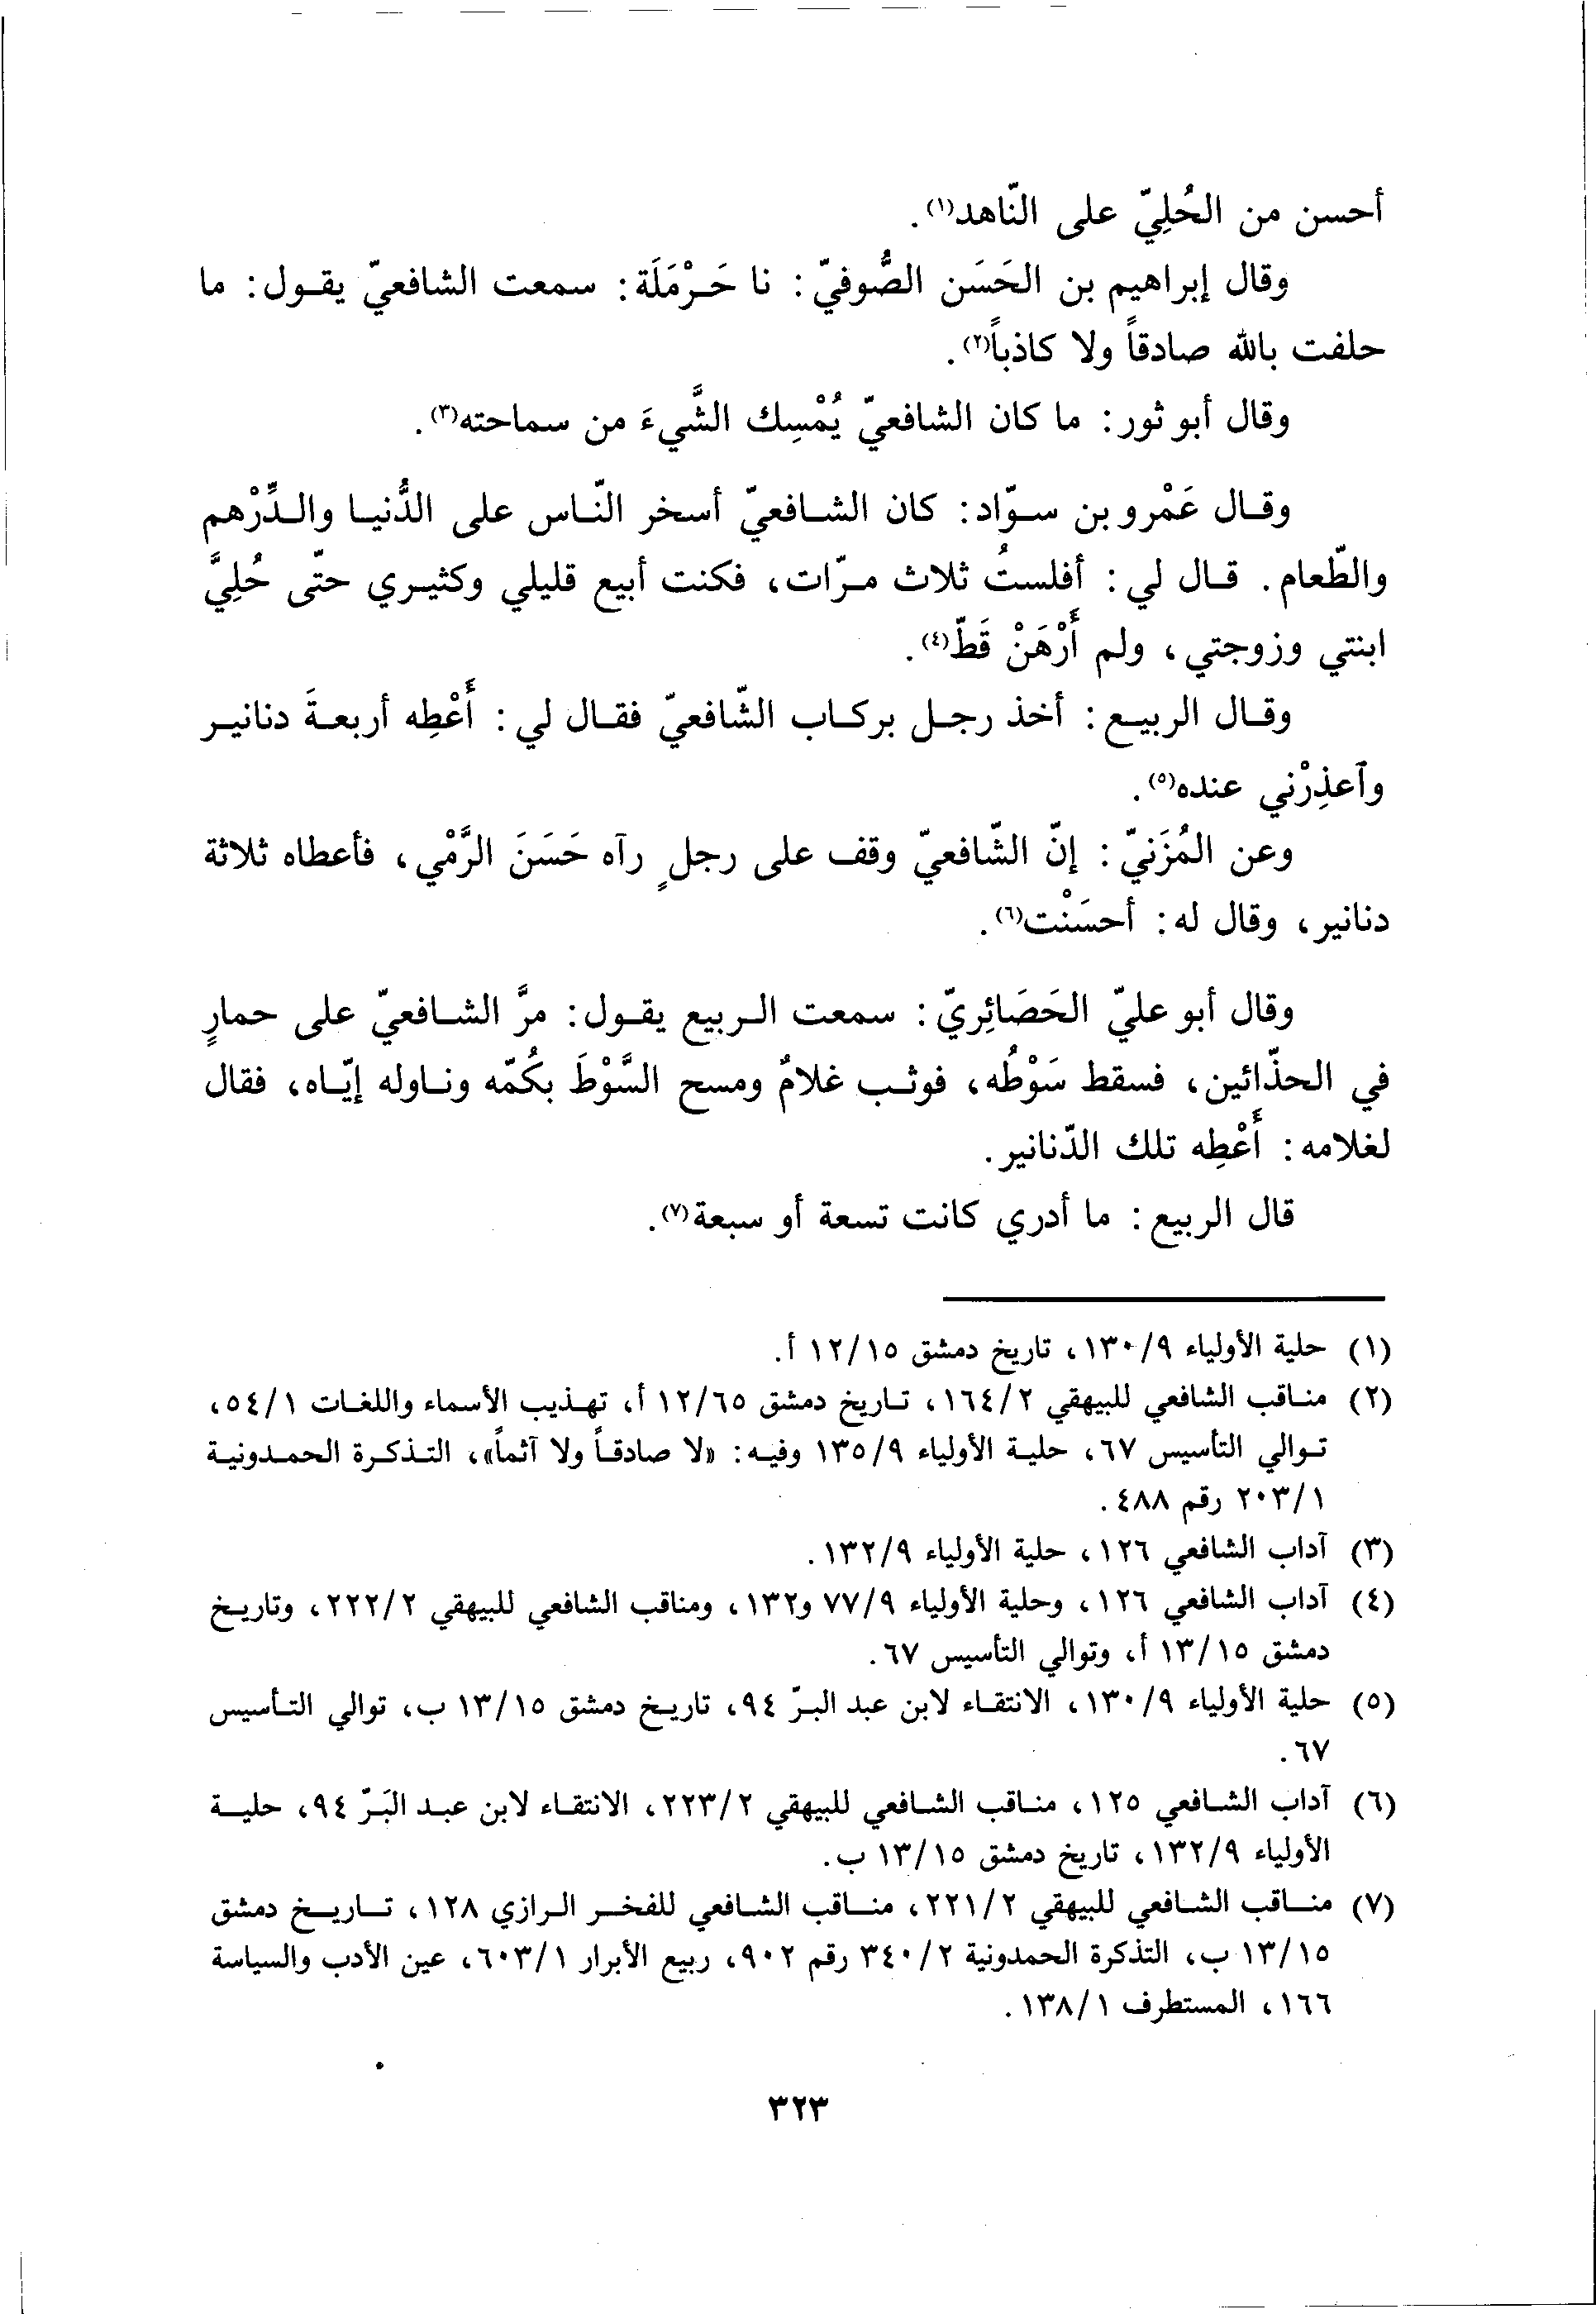 أحسن من الحُلِيّ على النّاهد(١).
وقال إبراهيم بن الحَسَن الصُّوفيّ: نا حَرْمَلَة: سمعت الشافعيّ يقول: ما
حلفت بالله صادقاً ولا كاذباً(٢).
وقال أبو ثور: ما كان الشافعيّ يُمْسِك الشَّيءَ من سماحته(٣).
وقال عَمْرو بن سوّاد: كان الشافعيّ أسخر النّاس على الدُّنيا والدِّرْهم
والطّعام. قال لي: أفلستُ ثلاث مرّات، فكنت أبيع قليلي وكثيري حتّى حُلِيَّ
ابنتي وزوجتي، ولم أَرْهَنْ قَطّ(٤).
وقال الربيع: أخذ رجل بركاب الشّافعيّ فقال لي: أَعْطِه أربعةَ دنانير
وآعذِرْني عنده(٥).
وعن المُزَنيّ: إنّ الشّافعيّ وقف على رجلٍ رآه حَسَنَ الرَّمْي، فأعطاه ثلاثة
دنانير، وقال له: أحسَنْت(٦).
وقال أبو عليّ الحَصَائِريّ: سمعت الربيع يقول: مرَّ الشافعيّ على حمارٍ
في الحذّائين، فسقط سَوْطُه، فوثب غلامٌ ومسح السَّوْطَ بكُمّه وناوله إيّاه، فقال
لغلامه: أَعْطِه تلك الدّنانير.
قال الربيع: ما أدري كانت تسعة أو سبعة(٧).
(١) حلية الأولياء ١٣٠/٩، تاريخ دمشق ١٢/١٥ أ.
(٢) مناقب الشافعي للبيهقي ١٦٤/٢، تاريخ دمشق ١٢/٦٥ أ، تهذيب الأسماء واللغات ٥٤/١،
توالي التأسيس ٦٧، حلية الأولياء ١٣٥/٩ وفيه: «لا صادقاً ولا آثماً»، التذكرة الحمدونية
٢٠٣/١ رقم ٤٨٨.
(٣) آداب الشافعي ١٢٦، حلية الأولياء ١٣٢/٩.
(٤) آداب الشافعي ١٢٦، وحلية الأولياء ٧٧/٩ و١٣٢، ومناقب الشافعي للبيهقي ٢٢٢/٢، وتاريخ
دمشق ١٣/١٥ أ، وتوالي التأسيس ٦٧.
(٥) حلية الأولياء ١٣٠/٩، الانتقاء لابن عبد البرّ ٩٤، تاريخ دمشق ١٣/١٥ ب، توالي التأسيس
٦٧.
(٦) آداب الشافعي ١٢٥، مناقب الشافعي للبيهقي ٢٢٣/٢، الانتقاء لابن عبد البَرّ ٩٤، حلية
الأولياء ١٣٢/٩، تاريخ دمشق ١٣/١٥ ب.
(٧) مناقب الشافعي للبيهقي ٢٢١/٢، مناقب الشافعي للفخر الرازي ١٢٨، تاريخ دمشق
١٣/١٥ ب، التذكرة الحمدونية ٣٤٠/٢ رقم ٩٠٢، ربيع الأبرار ٦٠٣/١، عين الأدب والسياسة
١٦٦، المستطرف ١٣٨/١.
٣٢٣